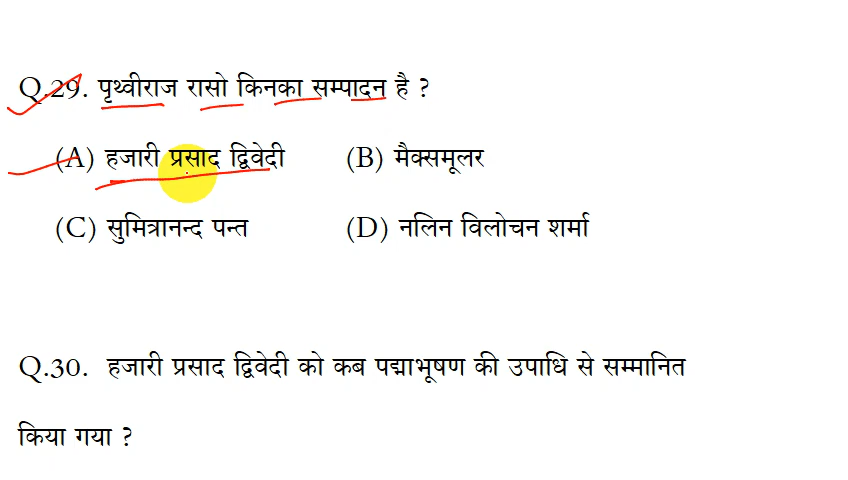 Q.29. पृथ्वीराज रासो किनका सम्पादन है ?
(A) हजारी प्रसाद द्विवेदी (B) मैक्समूलर
(C) सुमित्रानन्द पन्त (D) नलिन विलोचन शर्मा
Q.30. हजारी प्रसाद द्विवेदी को कब पद्माभूषण की उपाधि से सम्मानित
किया गया ?